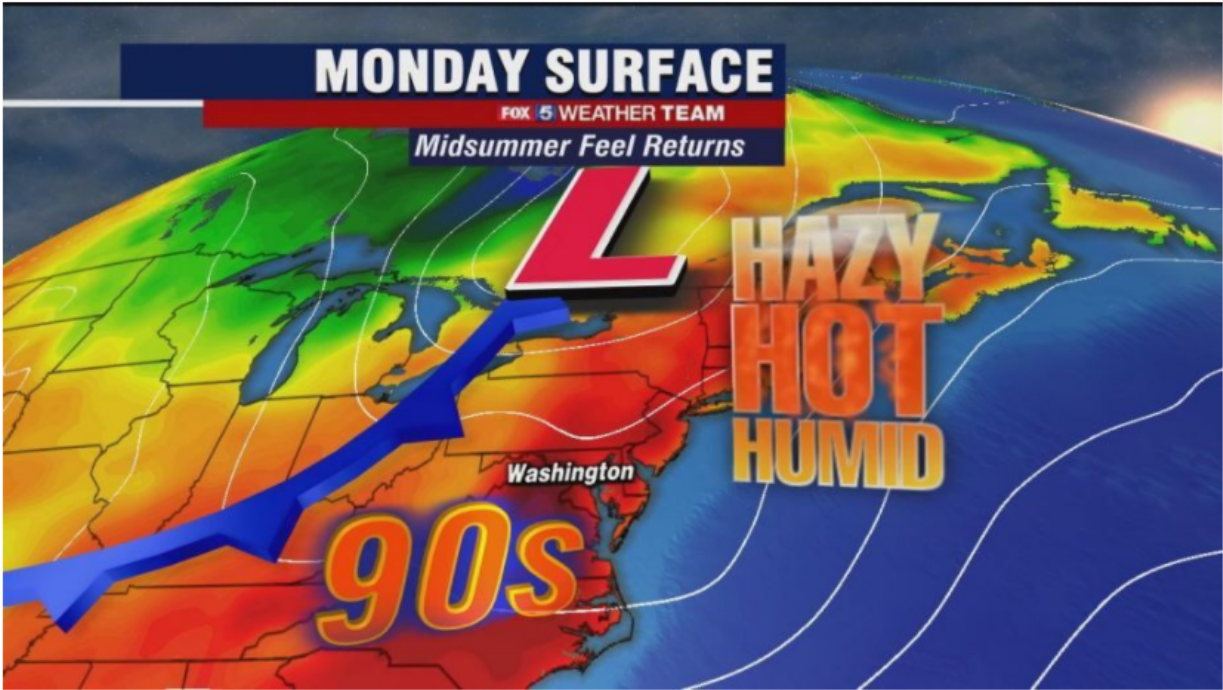 MONDAY SURFACE
FOX 5 WEATHER TEAM
Midsummer Feel Returns
L
HAZY
HOT
HUMID
Washington
90s